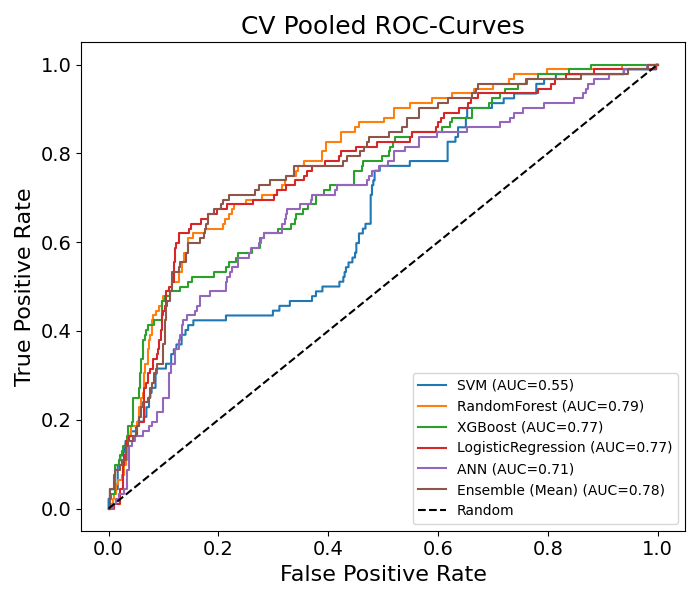 CV Pooled ROC-Curves
True Positive Rate
1.0
0.8
0.6
0.4
0.2
0.0
SVM (AUC=0.55)
RandomForest (AUC=0.79)
XGBoost (AUC=0.77)
LogisticRegression (AUC=0.77)
ANN (AUC=0.71)
Ensemble (Mean) (AUC=0.78)
Random
0.0 0.2 0.4 0.6 0.8 1.0
False Positive Rate